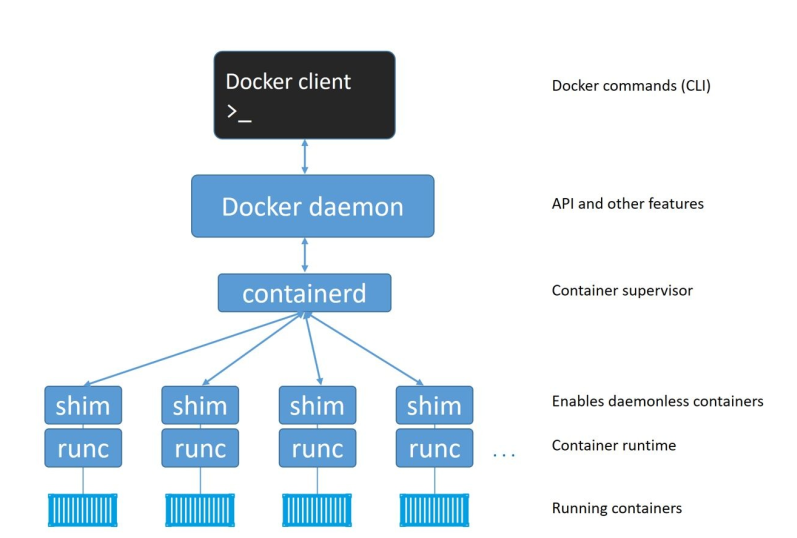 Docker client
>_
Docker commands (CLI)
Docker daemon
API and other features
containerd
Container supervisor
shim shim shim shim
Enables daemonless containers
runc runc runc runc ...
Container runtime
Running containers